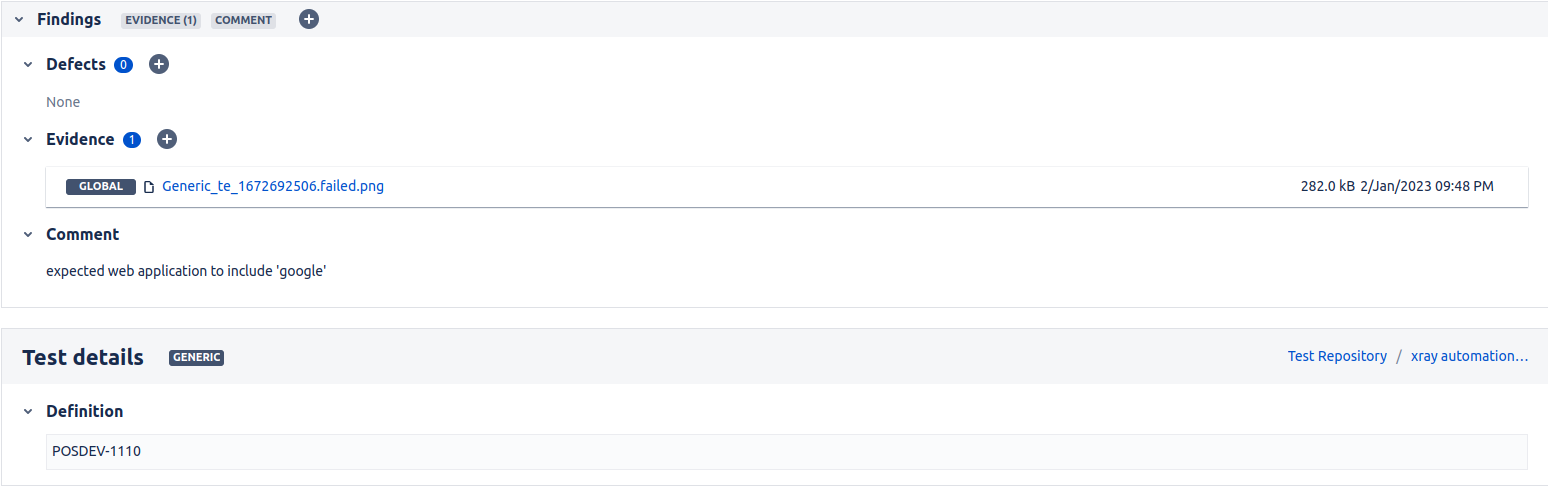 Findings EVIDENCE (1) COMMENT
Defects 0
None
Evidence 1
GLOBAL Generic_te_1672692506.failed.png 282.0 kB 2/Jan/2023 09:48 PM
Comment
expected web application to include 'google'
Test details GENERIC Test Repository / xray automation...
Definition
POSDEV-1110